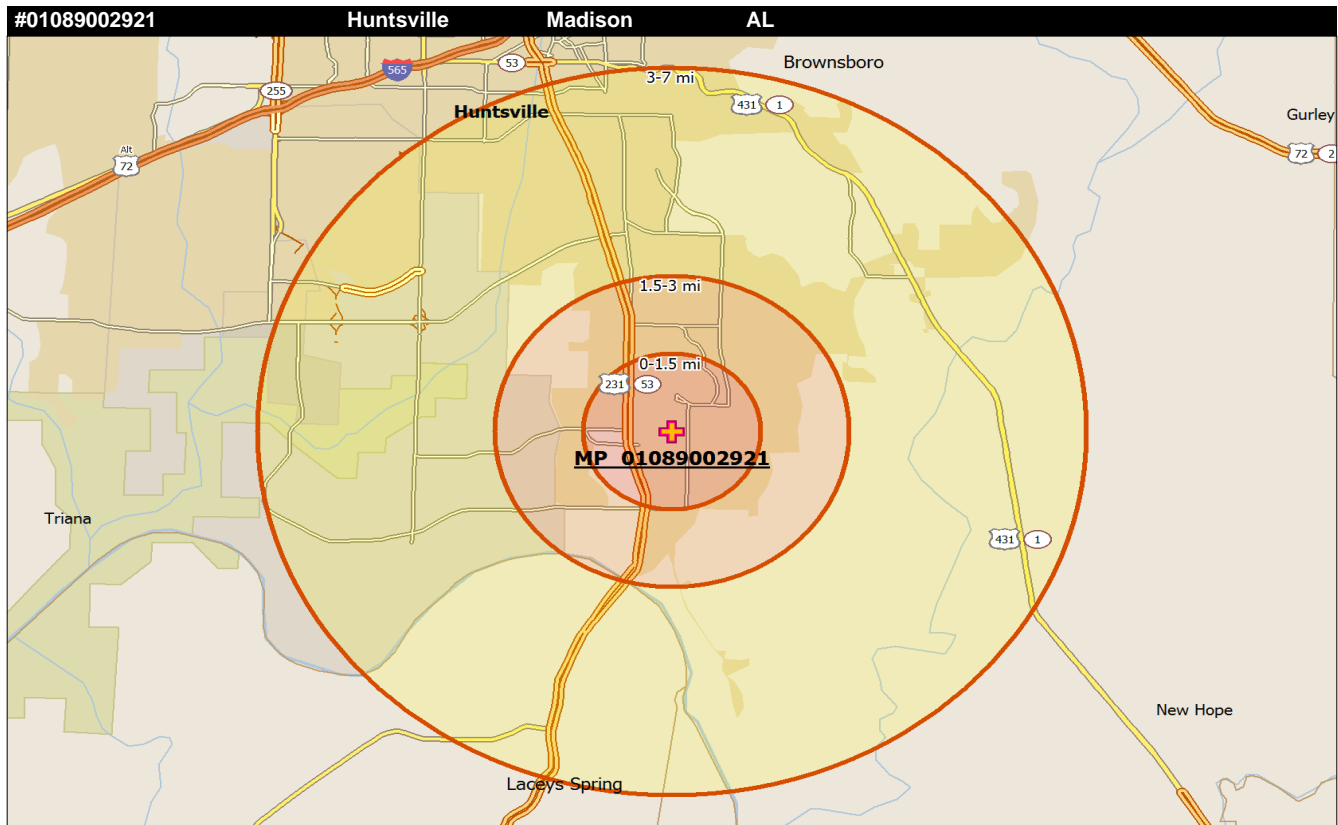 #01089002921 Huntsville Madison AL
Brownsboro
53
565
3-7 mi
255
431 1
Huntsville
Gurley
Alt
72
72 2
1.5-3 mi
0-1.5 mi
231 53
MP 01089002921
Triana
431 1
New Hope
Laceys Spring